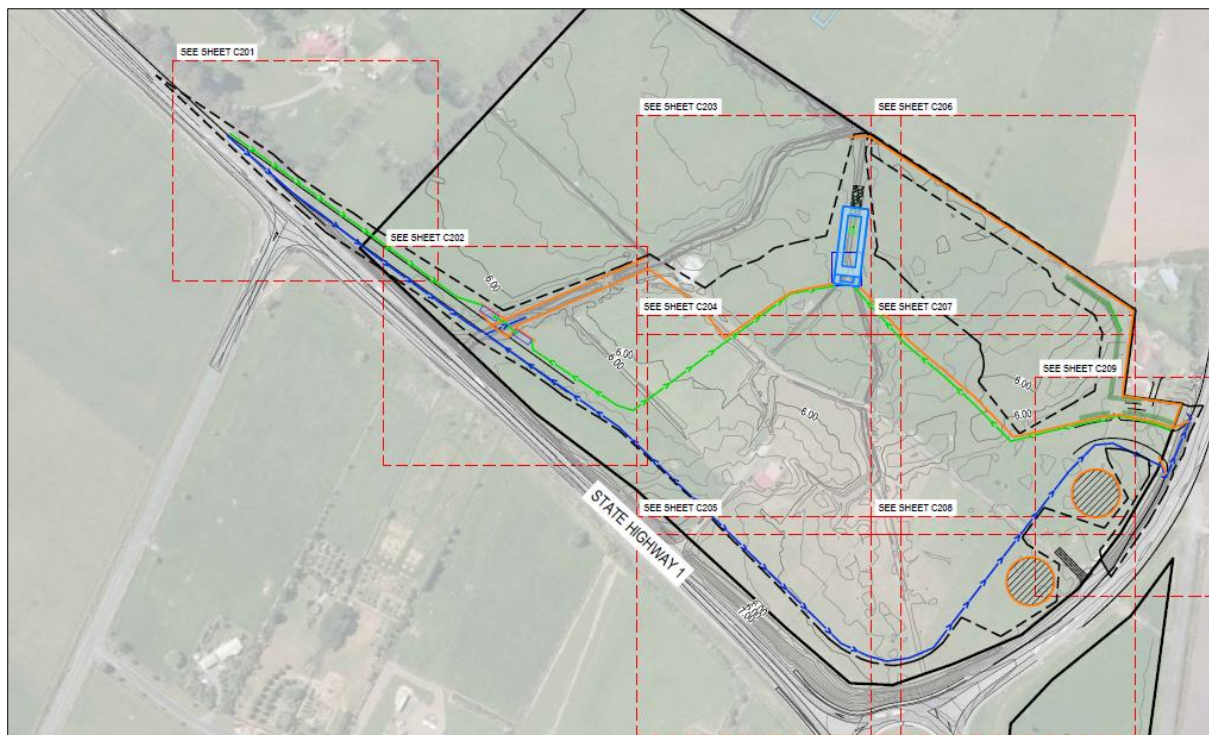 SEE SHEET C201
SEE SHEET C203
SEE SHEET C206
SEE SHEET C202
6.00
SEE SHEET C204
SEE SHEET C207
6.00
6.00
SEE SHEET C209
6.00
6.00
6.00
SEE SHEET C205
SEE SHEET C208
STATE HIGHWAY 1
6.00
7.00